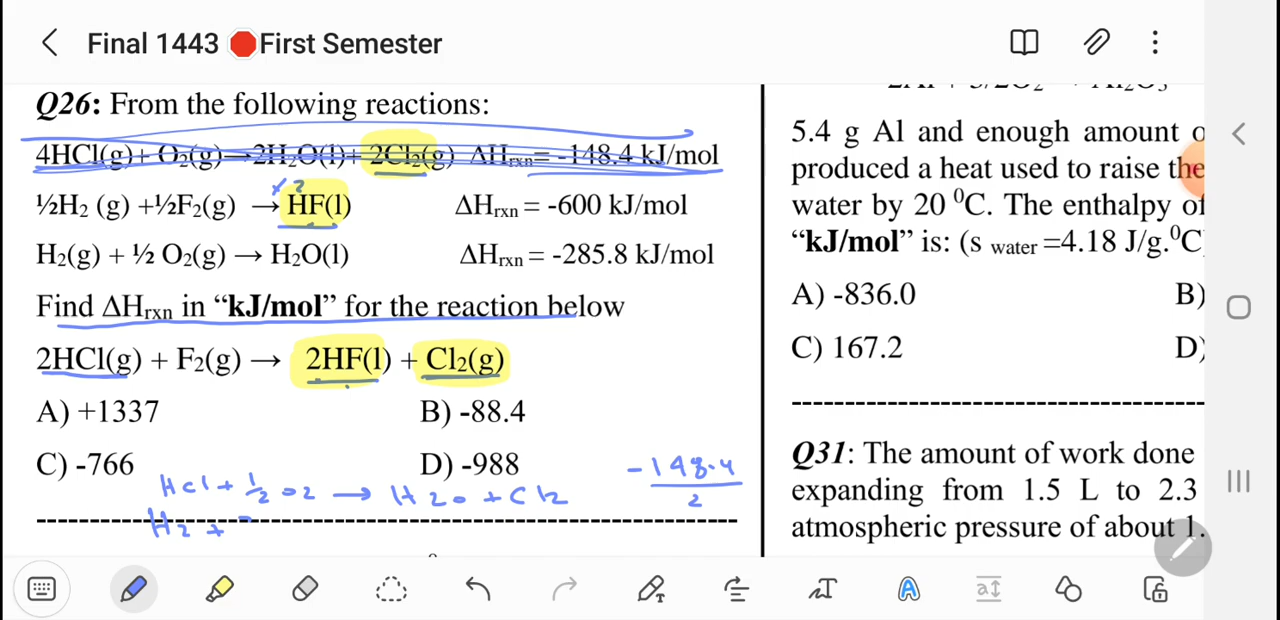 Final 1443 🛑First Semester
Q26: From the following reactions:
4HCl(g)+ O₂(g)→2H₂O(l)+ 2Cl₂(g) ΔHrxn= -148.4 kJ/mol
×2
½H₂ (g) +½F₂(g) → HF(l) ΔHrxn = -600 kJ/mol
H₂(g) + ½ O₂(g) → H₂O(l) ΔHrxn = -285.8 kJ/mol
Find ΔHrxn in “kJ/mol” for the reaction below
2HCl(g) + F₂(g) → 2HF(l) + Cl₂(g)
A) +1337 B) -88.4
C) -766 D) -988
HCl + ½ O2 → H2O + Cl2
-148.4
2
H2 +
5.4 g Al and enough amount o
produced a heat used to raise the
water by 20 ⁰C. The enthalpy of
“kJ/mol” is: (s water =4.18 J/g.⁰C
A) -836.0 B)
C) 167.2 D)
Q31: The amount of work done
expanding from 1.5 L to 2.3
atmospheric pressure of about 1.